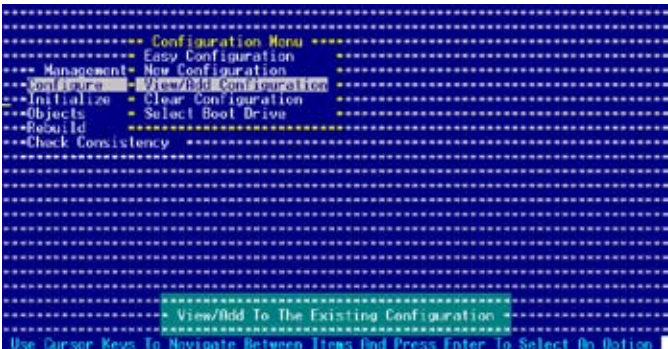 Configuration Menu
Easy Configuration
Management
New Configuration
Configure
View/Add Configuration
Initialize
Clear Configuration
Objects
Select Boot Drive
Rebuild
Check Consistency
View/Add To The Existing Configuration
Use Cursor Keys To Navigate Between Items And Press Enter To Select An Option